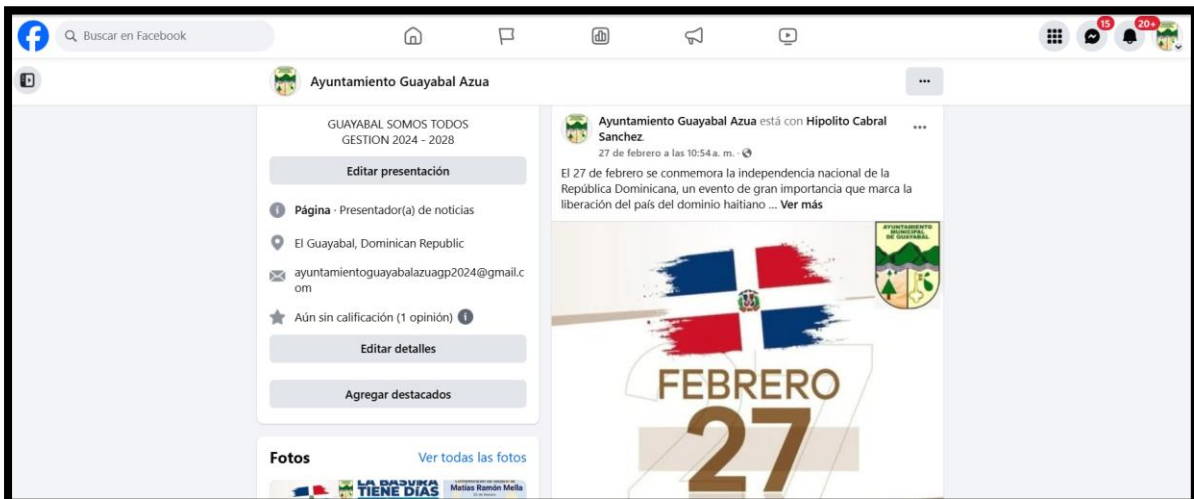 Buscar en Facebook
15
20+
Ayuntamiento Guayabal Azua
GUAYABAL SOMOS TODOS
GESTION 2024 - 2028
Editar presentación
Página · Presentador(a) de noticias
El Guayabal, Dominican Republic
ayuntamientoguayabalazuagp2024@gmail.c
om
Aún sin calificación (1 opinión)
Editar detalles
Agregar destacados
Fotos
Ver todas las fotos
LA BASURA
TIENE DÍAS
Matías Ramón Mella
Ayuntamiento Guayabal Azua está con Hipolito Cabral
Sanchez.
27 de febrero a las 10:54 a. m. ·
El 27 de febrero se conmemora la independencia nacional de la
República Dominicana, un evento de gran importancia que marca la
liberación del país del dominio haitiano ... Ver más
AYUNTAMIENTO
MUNICIPAL
DE GUAYABAL
27
FEBRERO
27